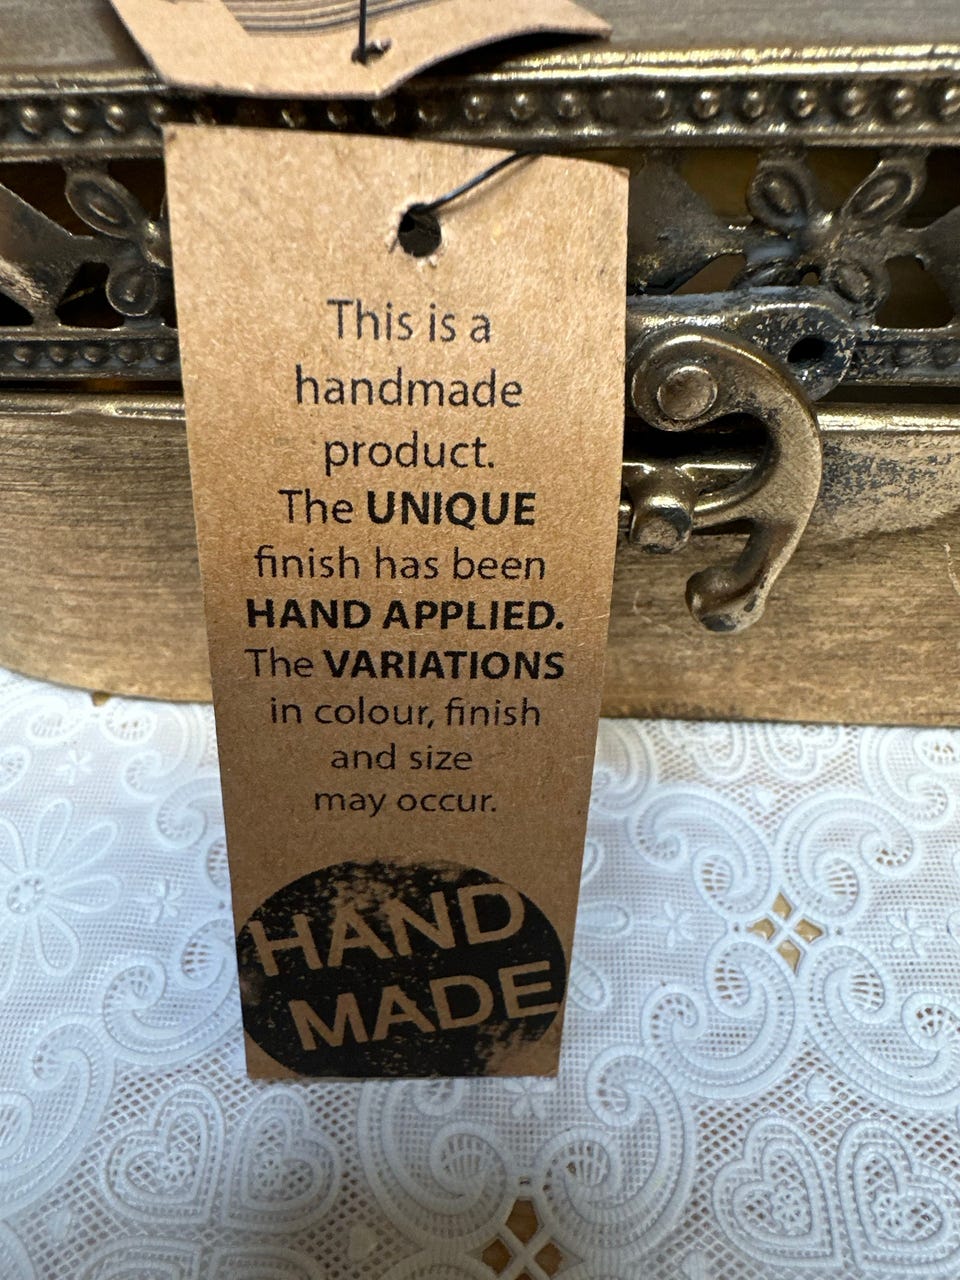 This is a
handmade
product.
The UNIQUE
finish has been
HAND APPLIED.
The VARIATIONS
in colour, finish
and size
may occur.
HAND
MADE